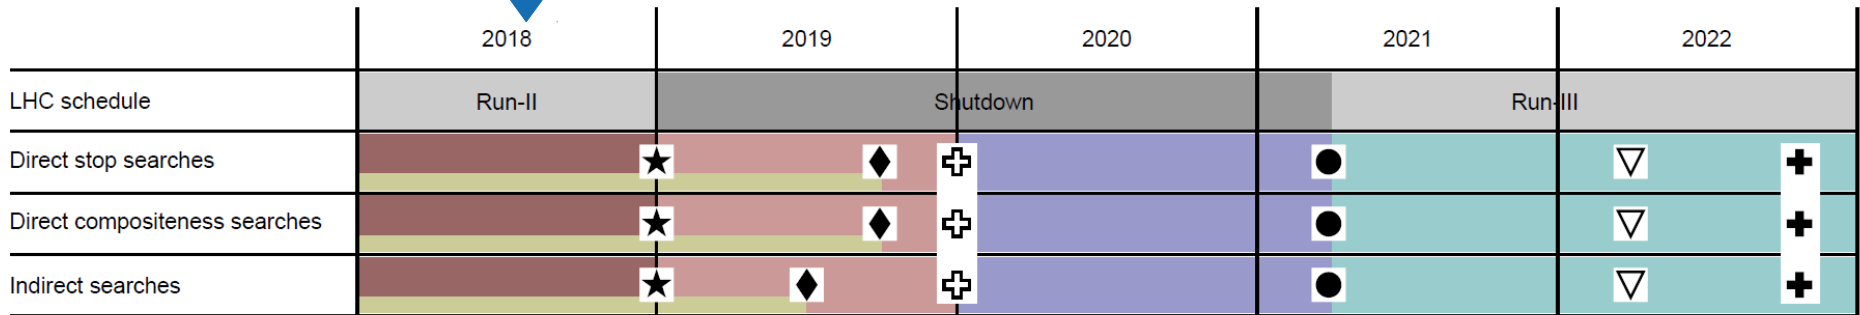 2018 2019 2020 2021 2022
LHC schedule Run-II Shutdown Run-III
Direct stop searches
Direct compositeness searches
Indirect searches